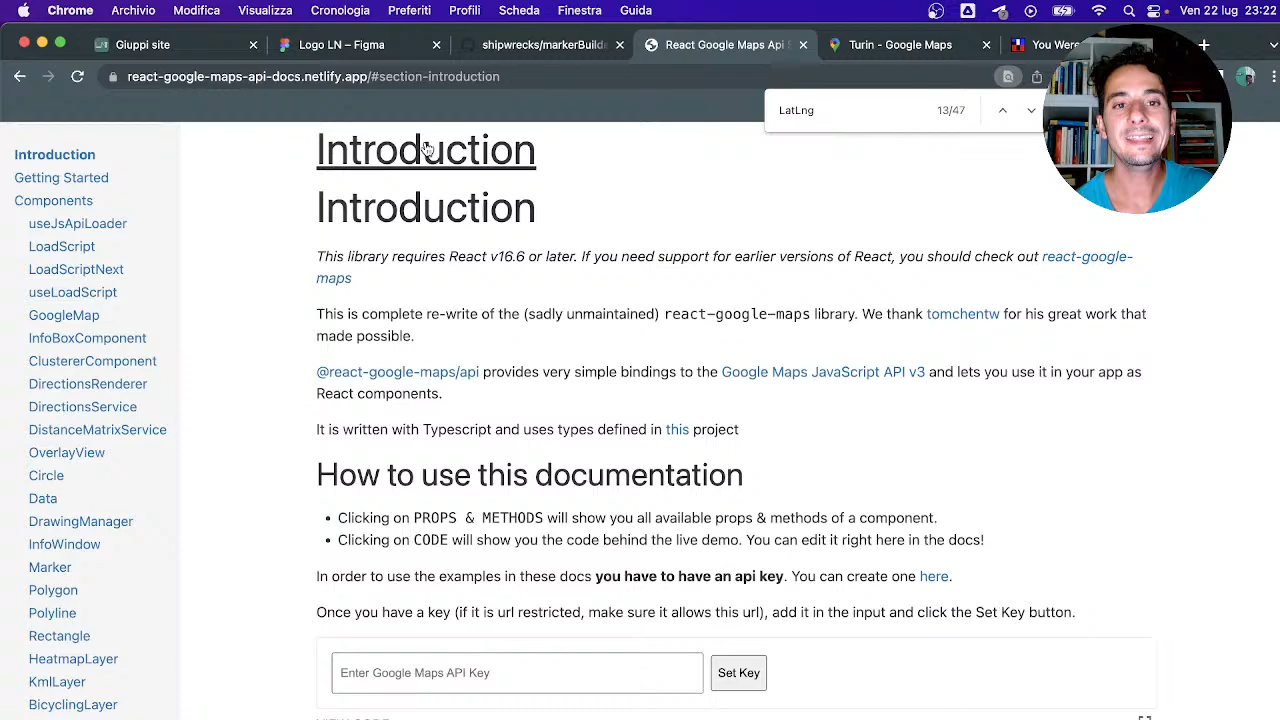 Chrome Archivio Modifica Visualizza Cronologia Preferiti Profili Scheda Finestra Guida Ven 22 lug 23:22
Giuppi site Logo LN – Figma shipwrecks/markerBuild React Google Maps Api S Turin - Google Maps You Were
react-google-maps-api-docs.netlify.app/#section-introduction
LatLng 13/47
Introduction
Getting Started
Components
useJsApiLoader
LoadScript
LoadScriptNext
useLoadScript
GoogleMap
InfoBoxComponent
ClustererComponent
DirectionsRenderer
DirectionsService
DistanceMatrixService
OverlayView
Circle
Data
DrawingManager
InfoWindow
Marker
Polygon
Polyline
Rectangle
HeatmapLayer
KmlLayer
BicyclingLayer
Introduction
Introduction
This library requires React v16.6 or later. If you need support for earlier versions of React, you should check out react-google-
maps
This is complete re-write of the (sadly unmaintained) react-google-maps library. We thank tomchentw for his great work that
made possible.
@react-google-maps/api provides very simple bindings to the Google Maps JavaScript API v3 and lets you use it in your app as
React components.
It is written with Typescript and uses types defined in this project
How to use this documentation
• Clicking on PROPS & METHODS will show you all available props & methods of a component.
• Clicking on CODE will show you the code behind the live demo. You can edit it right here in the docs!
In order to use the examples in these docs you have to have an api key. You can create one here.
Once you have a key (if it is url restricted, make sure it allows this url), add it in the input and click the Set Key button.
Enter Google Maps API Key Set Key